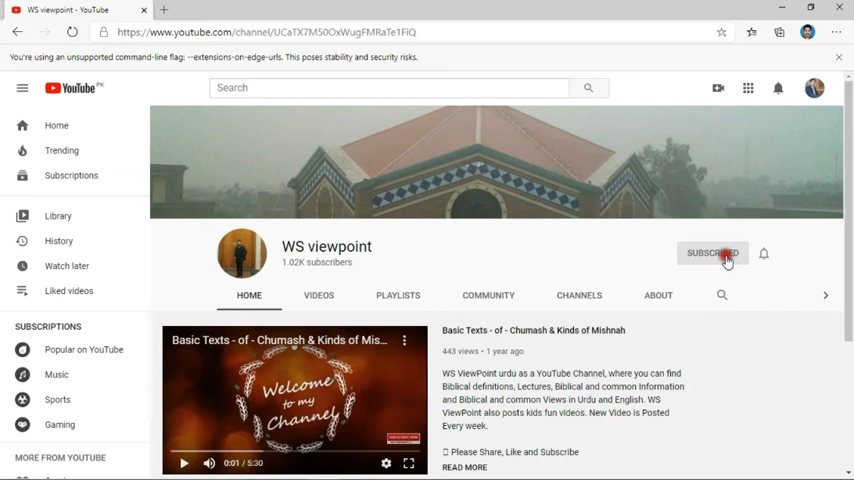 WS viewpoint - YouTube
https://www.youtube.com/channel/UCaTX7M50OxWugFMRaTe1FiQ
You're using an unsupported command-line flag: --extensions-on-edge-urls. This poses stability and security risks.
YouTube PK
Search
Home
Trending
Subscriptions
Library
History
Watch later
Liked videos
SUBSCRIPTIONS
Popular on YouTube
Music
Sports
Gaming
MORE FROM YOUTUBE
WS viewpoint
1.02K subscribers
SUBSCRIBED
HOME VIDEOS PLAYLISTS COMMUNITY CHANNELS ABOUT
Basic Texts - of - Chumash & Kinds of Mis...
Welcome
to my
Channel
0:01 / 5:30
Basic Texts - of - Chumash & Kinds of Mishnah
443 views • 1 year ago
WS ViewPoint urdu as a YouTube Channel, where you can find
Biblical definitions, Lectures, Biblical and common Information
and Biblical and common Views in Urdu and English. WS
ViewPoint also posts kids fun videos. New Video is Posted
Every week.
Please Share, Like and Subscribe
READ MORE